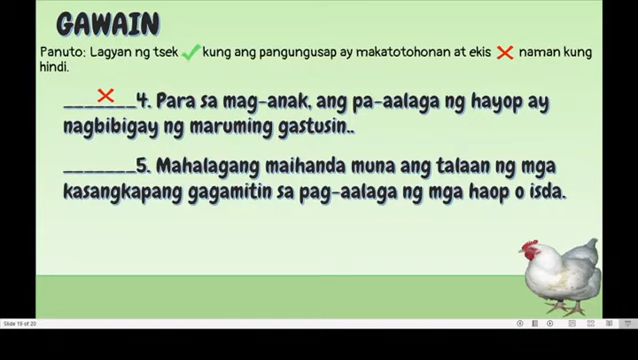 GAWAIN
Panuto: Lagyan ng tsek ✓ kung ang pangungusap ay makatotohonan at ekis ✗ naman kung
hindi.
___✗___4. Para sa mag-anak, ang pa-aalaga ng hayop ay
nagbibigay ng maruming gastusin..
_______5. Mahalagang maihanda muna ang talaan ng mga
kasangkapang gagamitin sa pag-aalaga ng mga haop o isda.
Slide 19 of 20